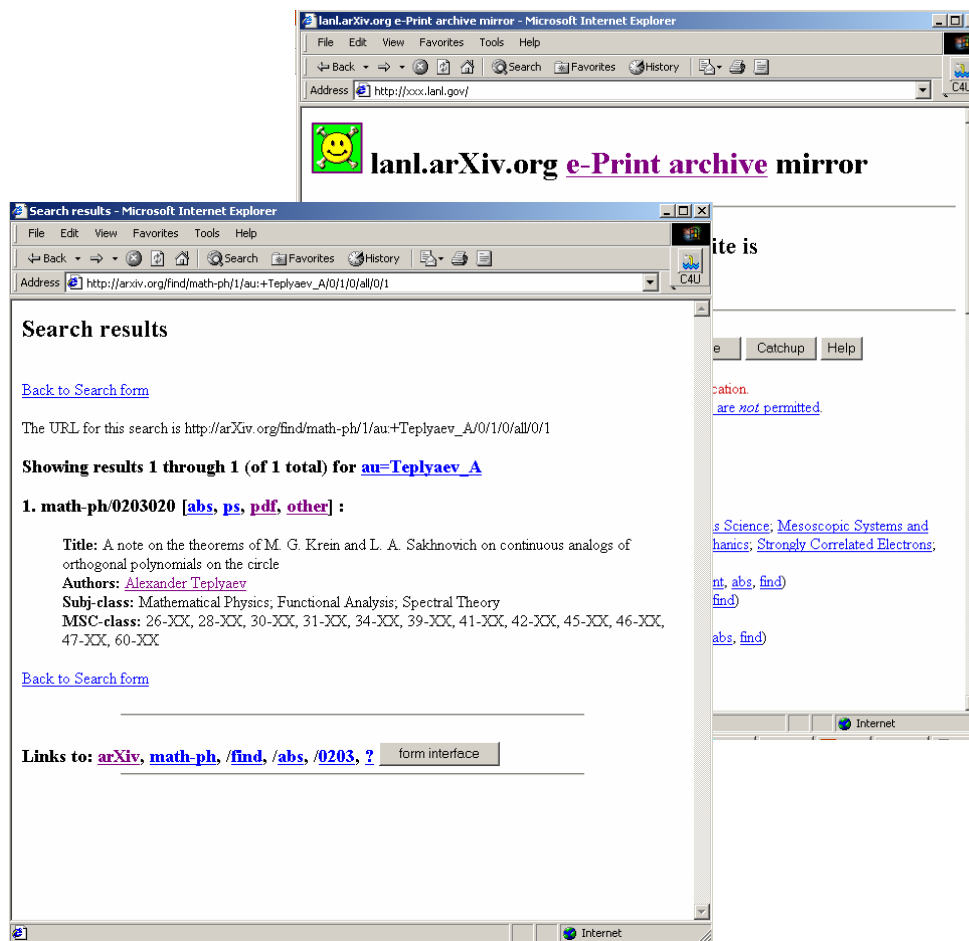 lanl.arXiv.org e-Print archive mirror - Microsoft Internet Explorer
File Edit View Favorites Tools Help
Back Search Favorites History
Address http://xxx.lanl.gov/
C4U
lanl.arXiv.org e-Print archive mirror
ite is
e Catchup Help
cation.
are not permitted.
s Science; Mesoscopic Systems and
hanics; Strongly Correlated Electrons;
nt, abs, find)
find)
abs, find)
Internet
Search results - Microsoft Internet Explorer
File Edit View Favorites Tools Help
Back Search Favorites History
Address http://arxiv.org/find/math-ph/1/au:+Teplyaev_A/0/1/0/all/0/1
C4U
Search results
Back to Search form
The URL for this search is http://arXiv.org/find/math-ph/1/au:+Teplyaev_A/0/1/0/all/0/1
Showing results 1 through 1 (of 1 total) for au=Teplyaev_A
1. math-ph/0203020 [abs, ps, pdf, other] :
Title: A note on the theorems of M. G. Krein and L. A. Sakhnovich on continuous analogs of
orthogonal polynomials on the circle
Authors: Alexander Teplyaev
Subj-class: Mathematical Physics; Functional Analysis; Spectral Theory
MSC-class: 26-XX, 28-XX, 30-XX, 31-XX, 34-XX, 39-XX, 41-XX, 42-XX, 45-XX, 46-XX,
47-XX, 60-XX
Back to Search form
Links to: arXiv, math-ph, /find, /abs, /0203, ? form interface
Internet